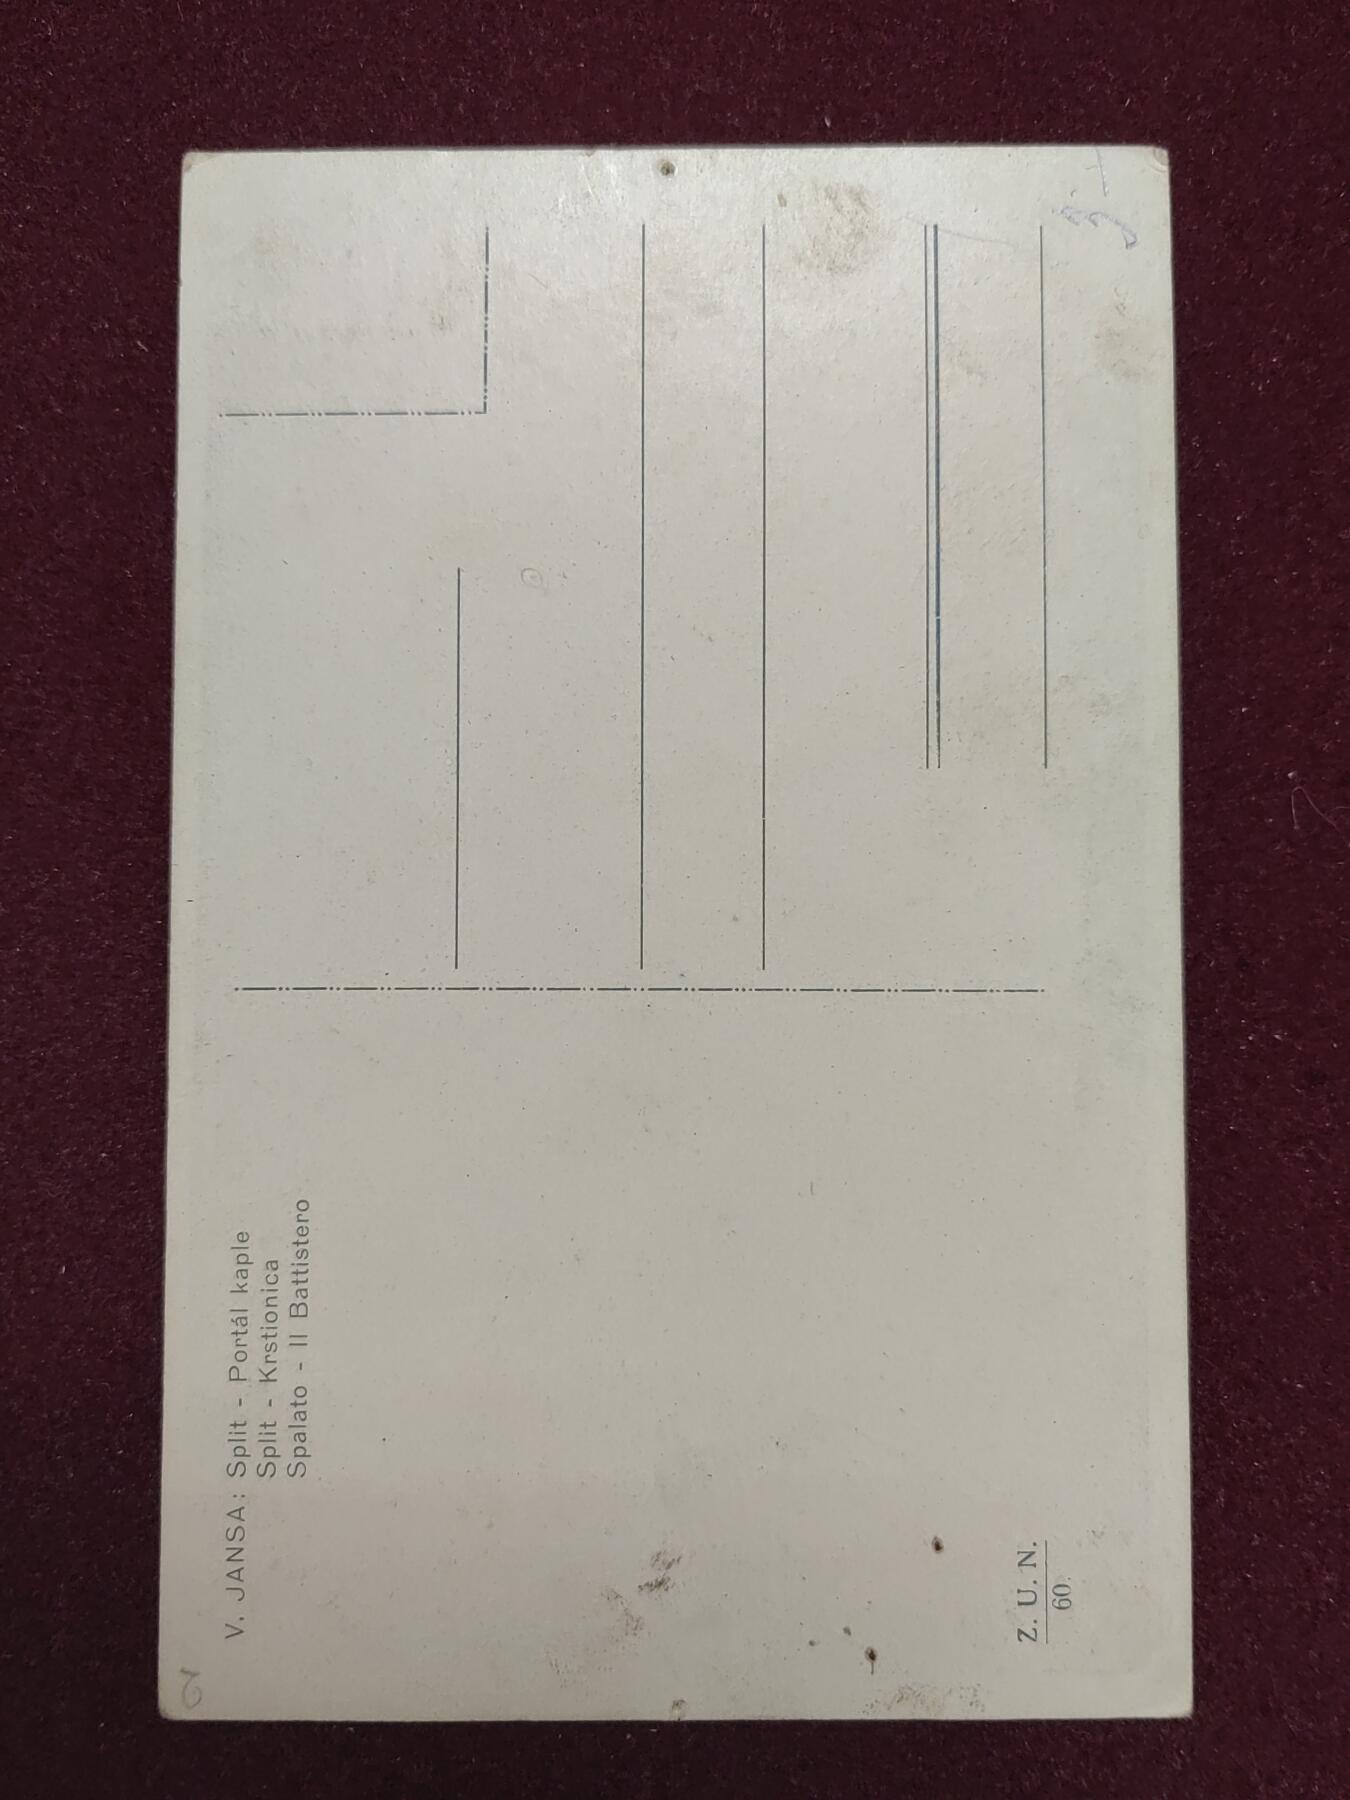 V. JANSA: Split - Portál kaple
Split - Krstionica
Spalato - Il Battistero
Z. U. N.
60